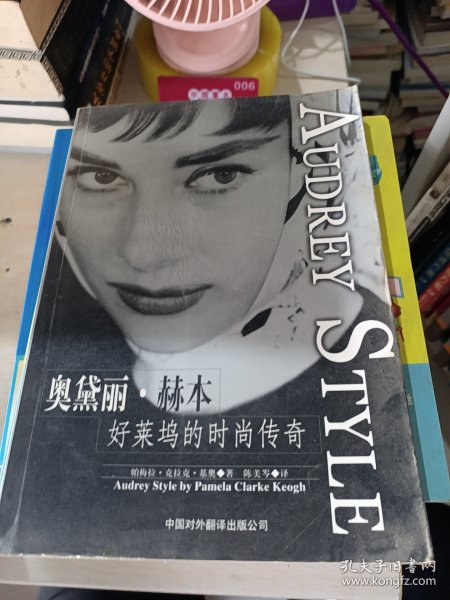 006
AUDREY STYLE
奥黛丽·赫本
好莱坞的时尚传奇
帕梅拉·克拉克·基奥◆著 陈美岑◆译
Audrey Style by Pamela Clarke Keogh
中国对外翻译出版公司
孔夫子旧书网
www.kongfz.com